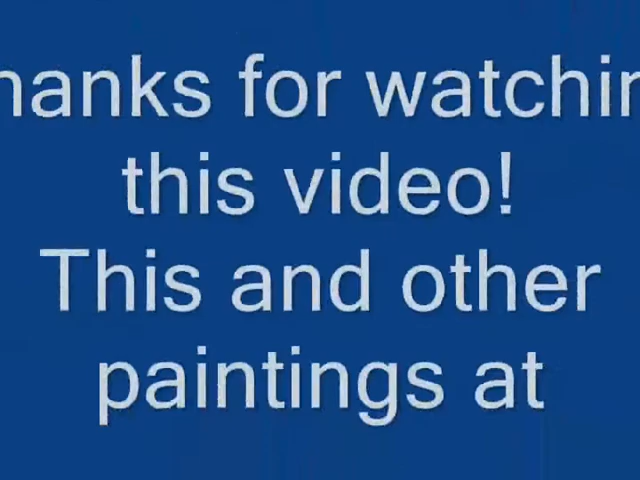 hanks for watchin
this video!
This and other
paintings at